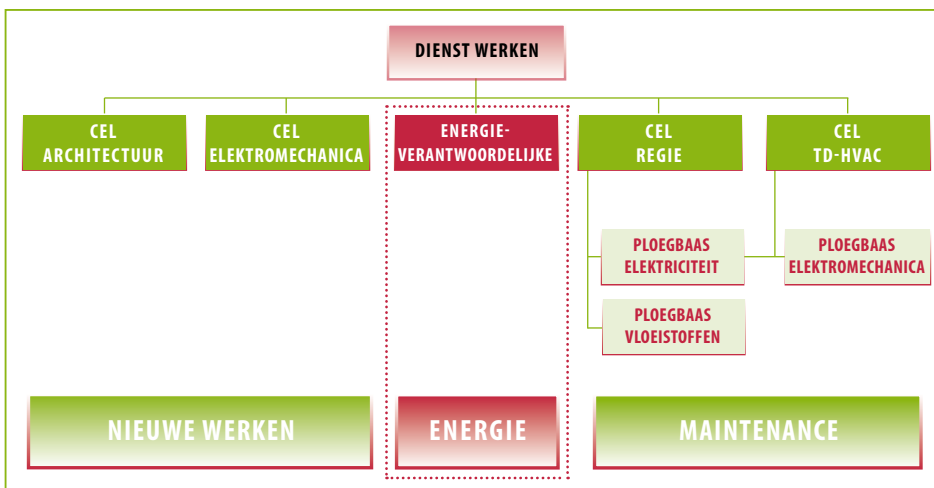 DIENST WERKEN
CEL
ARCHITECTUUR
CEL
ELEKTROMECHANICA
ENERGIE-
VERANTWOORDELIJKE
CEL
REGIE
CEL
TD-HVAC
PLOEGBAAS
ELEKTRICITEIT
PLOEGBAAS
ELEKTROMECHANICA
PLOEGBAAS
VLOEISTOFFEN
NIEUWE WERKEN
ENERGIE
MAINTENANCE